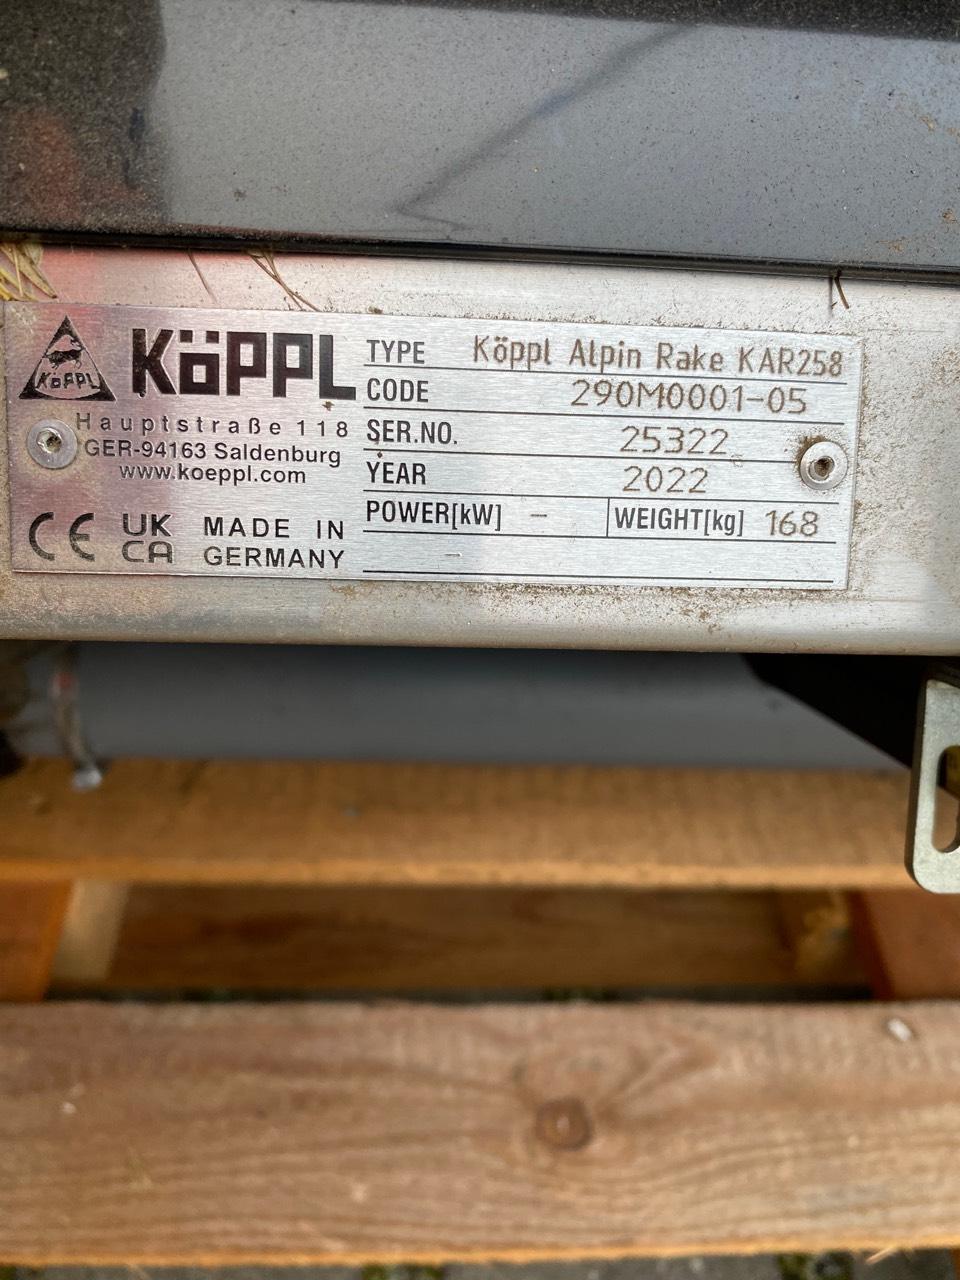 KöPPL
KöPPL
Hauptstraße 118
GER-94163 Saldenburg
www.koeppl.com
CE UK CA MADE IN GERMANY
TYPE Köppl Alpin Rake KAR258
CODE 290M0001-05
SER.NO. 25322
YEAR 2022
POWER[kW] - WEIGHT[kg] 168
-